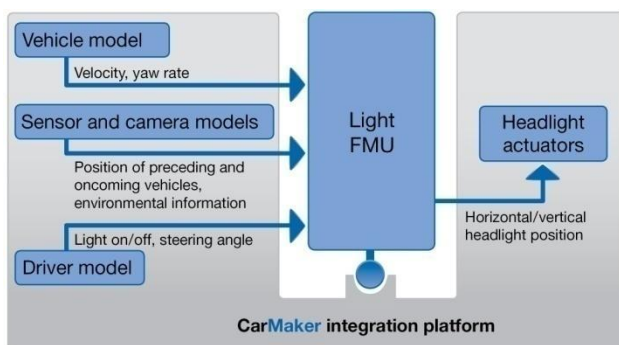 Vehicle model
Velocity, yaw rate
Sensor and camera models
Position of preceding and
oncoming vehicles,
environmental information
Light on/off, steering angle
Driver model
Light
FMU
Headlight
actuators
Horizontal/vertical
headlight position
CarMaker integration platform